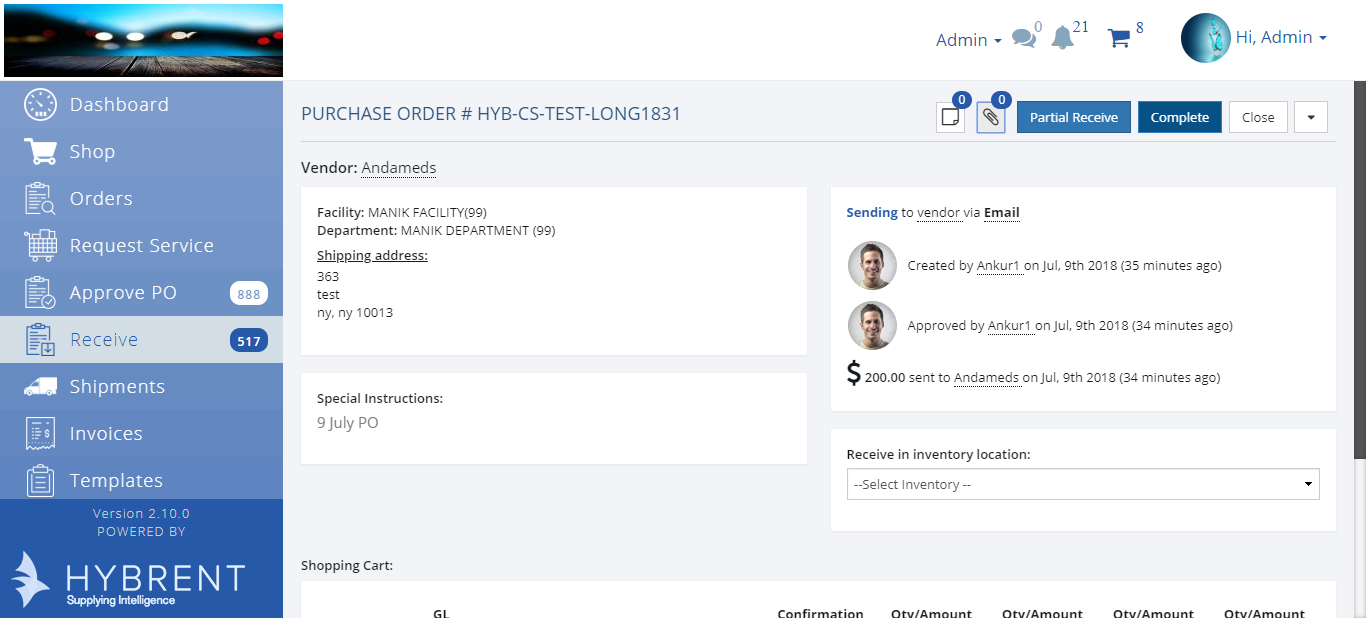 Admin
0
21
8
Hi, Admin
Dashboard
Shop
Orders
Request Service
Approve PO 888
Receive 517
Shipments
Invoices
Templates
Version 2.10.0
POWERED BY
HYBRENT
Supplying Intelligence
PURCHASE ORDER # HYB-CS-TEST-LONG1831
0
0
Partial Receive
Complete
Close
Vendor: Andameds
Facility: MANIK FACILITY(99)
Department: MANIK DEPARTMENT (99)
Shipping address:
363
test
ny, ny 10013
Special Instructions:
9 July PO
Sending to vendor via Email
Created by Ankur1 on Jul, 9th 2018 (35 minutes ago)
Approved by Ankur1 on Jul, 9th 2018 (34 minutes ago)
$ 200.00 sent to Andameds on Jul, 9th 2018 (34 minutes ago)
Receive in inventory location:
--Select Inventory --
Shopping Cart:
GL Confirmation Qty/Amount Qty/Amount Qty/Amount Qty/Amount